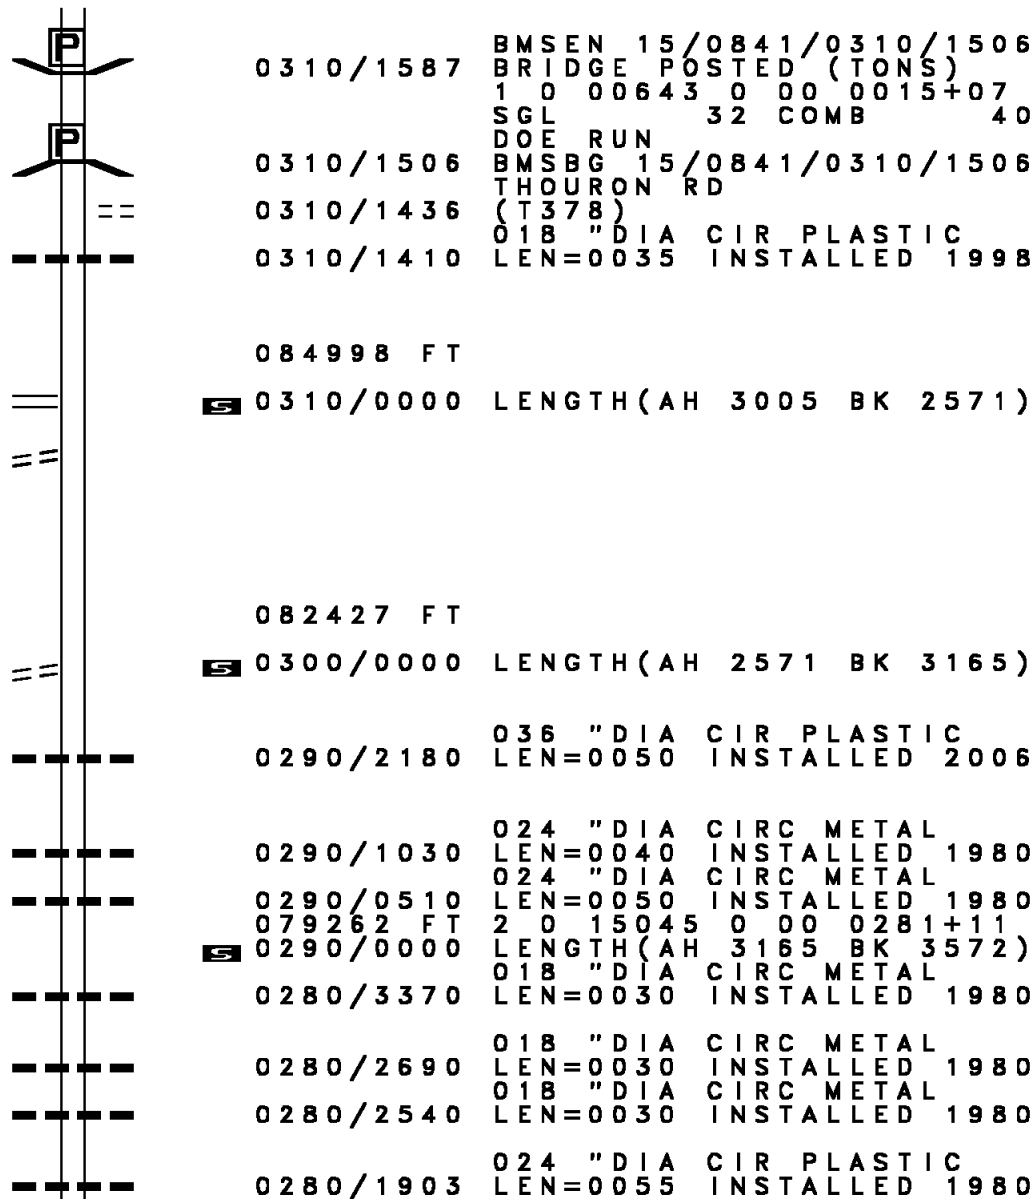 P
BMSEN 15/0841/0310/1506
0310/1587 BRIDGE POSTED (TONS)
1 0 00643 0 00 0015+07
SGL 32 COMB 40
P
DOE RUN
0310/1506 BMSBG 15/0841/0310/1506
THOURON RD
0310/1436 (T378)
018 "DIA CIR PLASTIC
0310/1410 LEN=0035 INSTALLED 1998
084998 FT
S 0310/0000 LENGTH(AH 3005 BK 2571)
082427 FT
S 0300/0000 LENGTH(AH 2571 BK 3165)
036 "DIA CIR PLASTIC
0290/2180 LEN=0050 INSTALLED 2006
024 "DIA CIRC METAL
0290/1030 LEN=0040 INSTALLED 1980
024 "DIA CIRC METAL
0290/0510 LEN=0050 INSTALLED 1980
079262 FT 2 0 15045 0 00 0281+11
S 0290/0000 LENGTH(AH 3165 BK 3572)
018 "DIA CIRC METAL
0280/3370 LEN=0030 INSTALLED 1980
018 "DIA CIRC METAL
0280/2690 LEN=0030 INSTALLED 1980
018 "DIA CIRC METAL
0280/2540 LEN=0030 INSTALLED 1980
024 "DIA CIR PLASTIC
0280/1903 LEN=0055 INSTALLED 1980